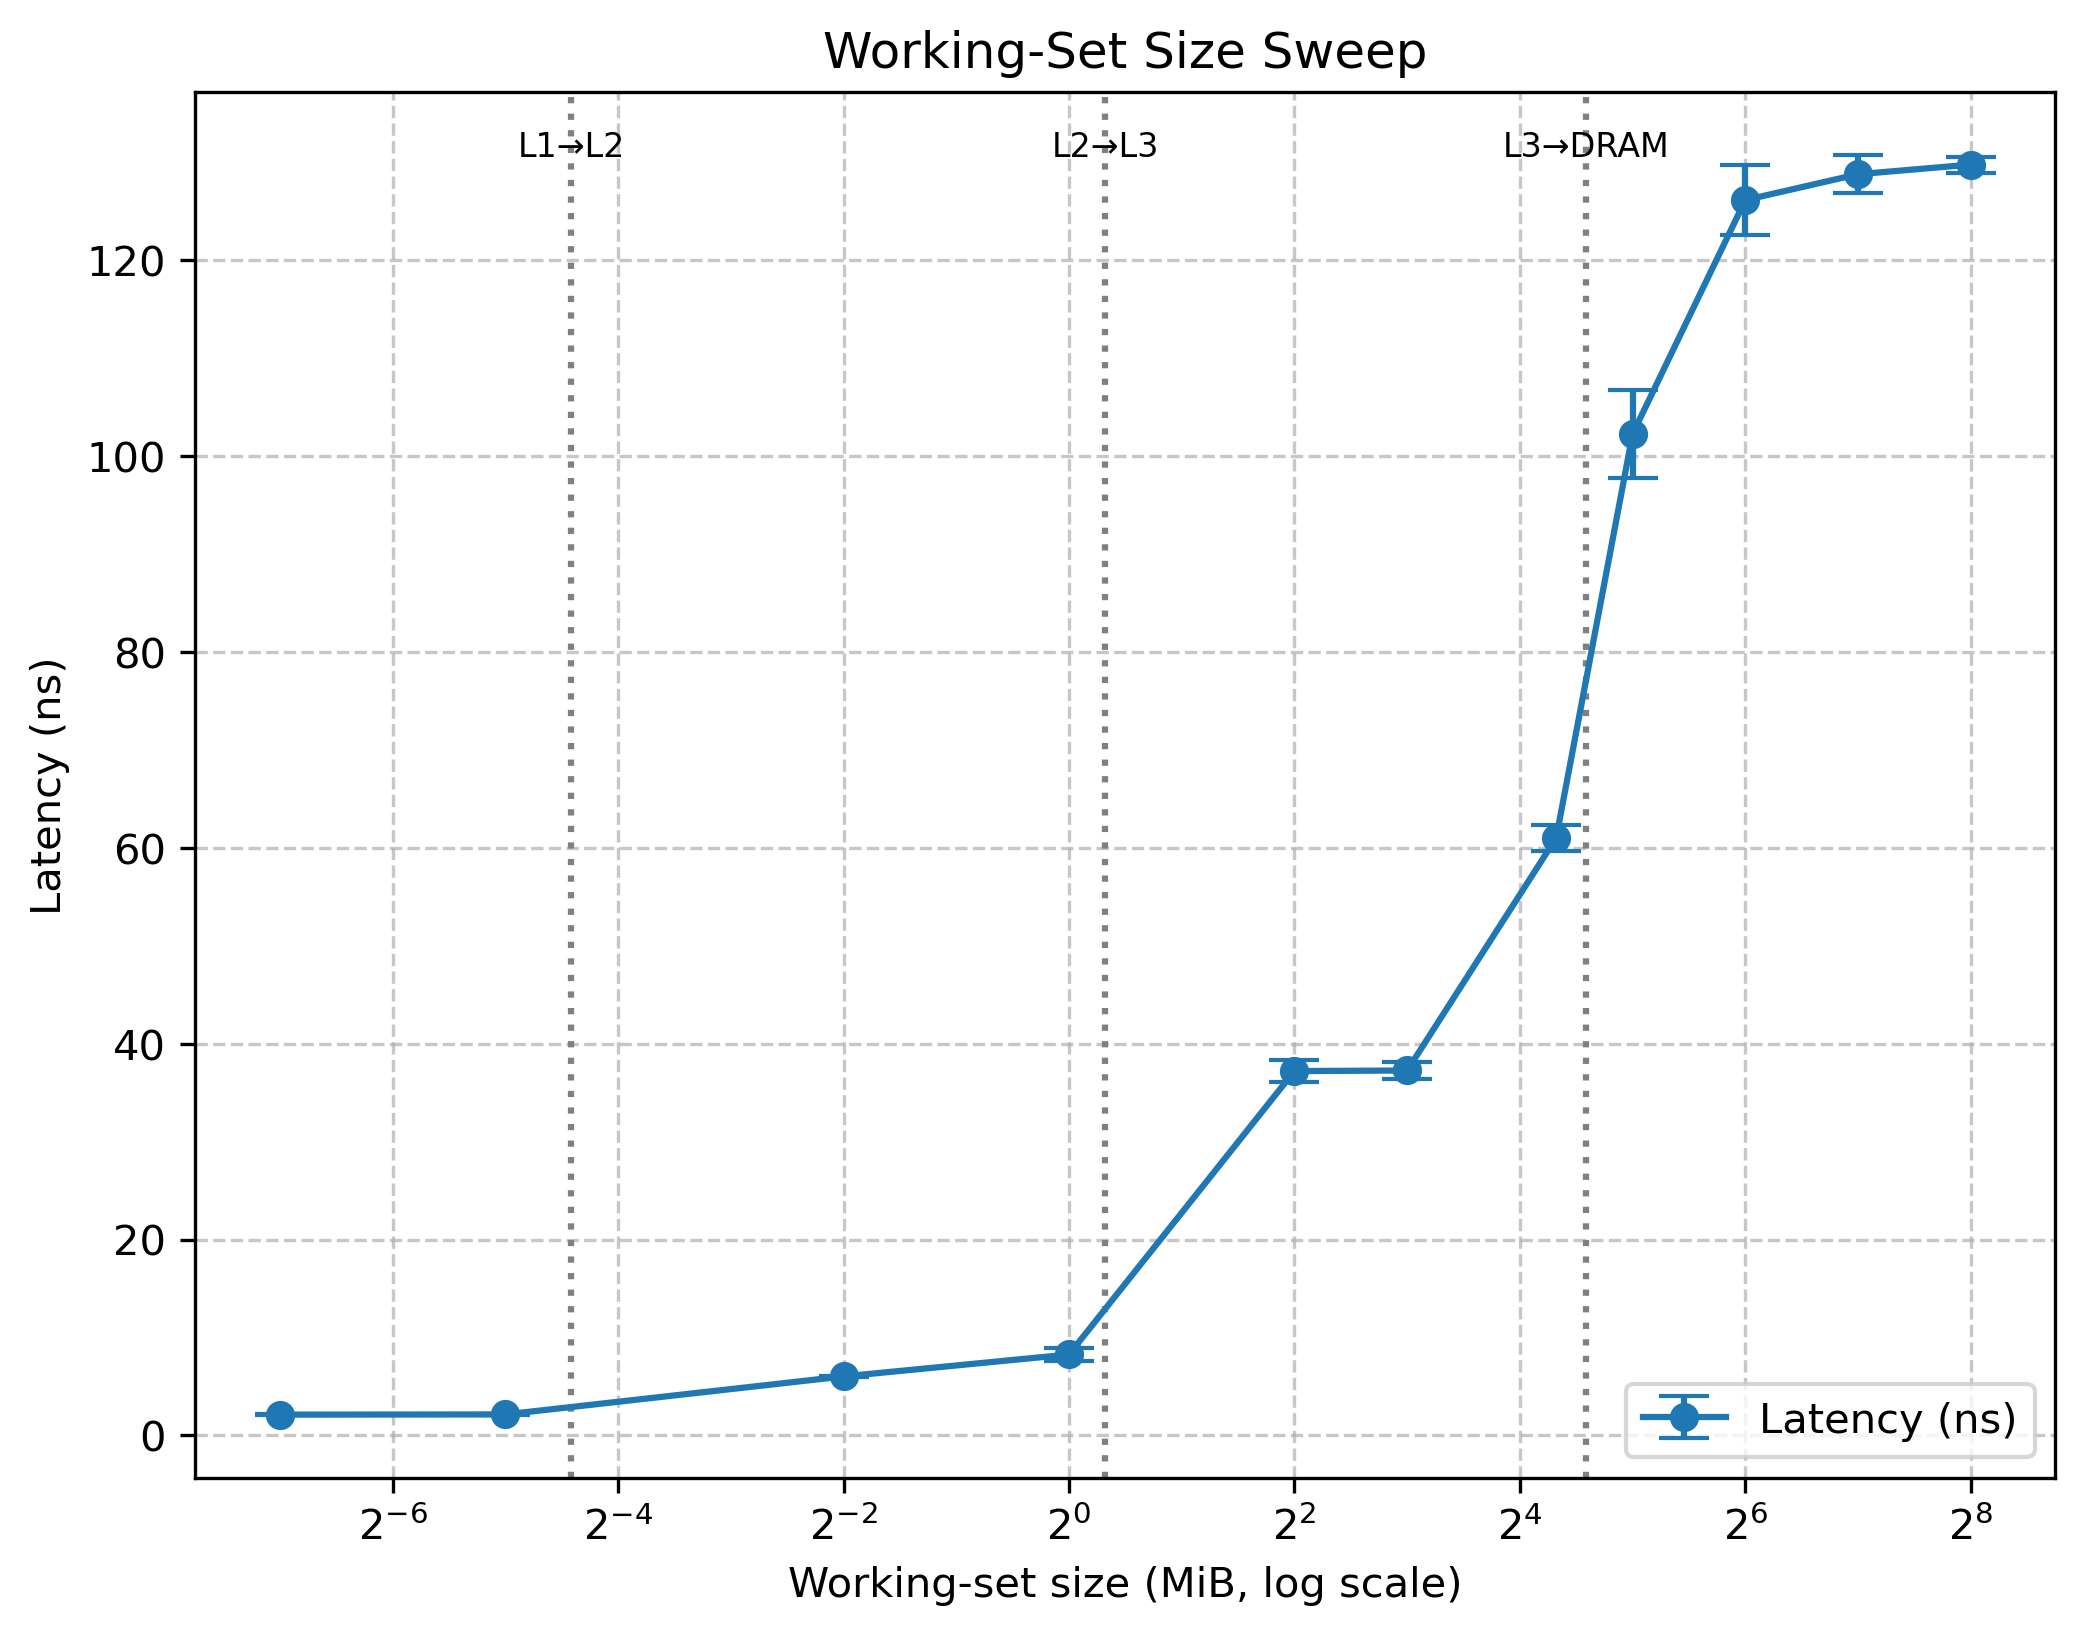 Working-Set Size Sweep
L1→L2
L2→L3
L3→DRAM
120
100
80
60
40
20
0
Latency (ns)
Latency (ns)
2⁻⁶ 2⁻⁴ 2⁻² 2⁰ 2² 2⁴ 2⁶ 2⁸
Working-set size (MiB, log scale)